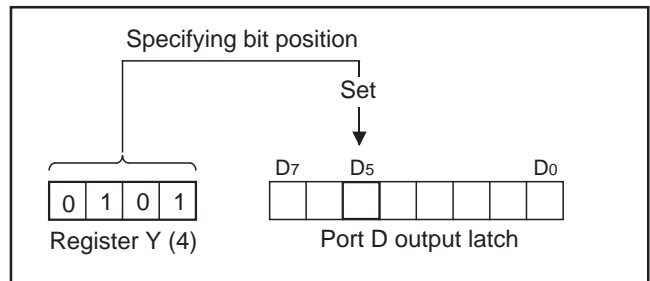 Specifying bit position
Set
D7 D5 D0
0 1 0 1
Register Y (4) Port D output latch